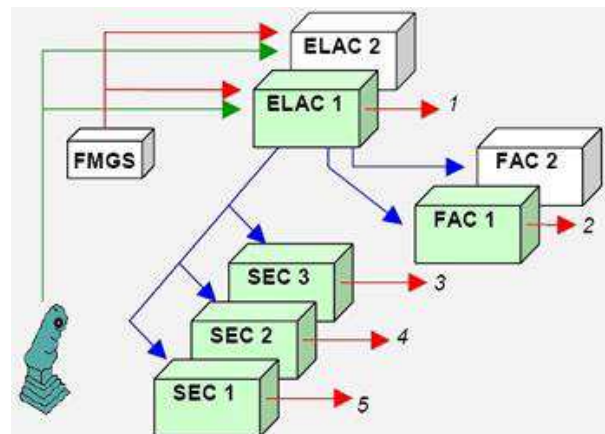 ELAC 2
ELAC 1
1
FMGS
FAC 2
FAC 1
2
SEC 3
3
SEC 2
4
SEC 1
5